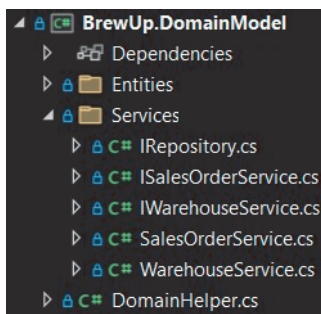 C# BrewUp.DomainModel
Dependencies
Entities
Services
C# IRepository.cs
C# ISalesOrderService.cs
C# IWarehouseService.cs
C# SalesOrderService.cs
C# WarehouseService.cs
C# DomainHelper.cs